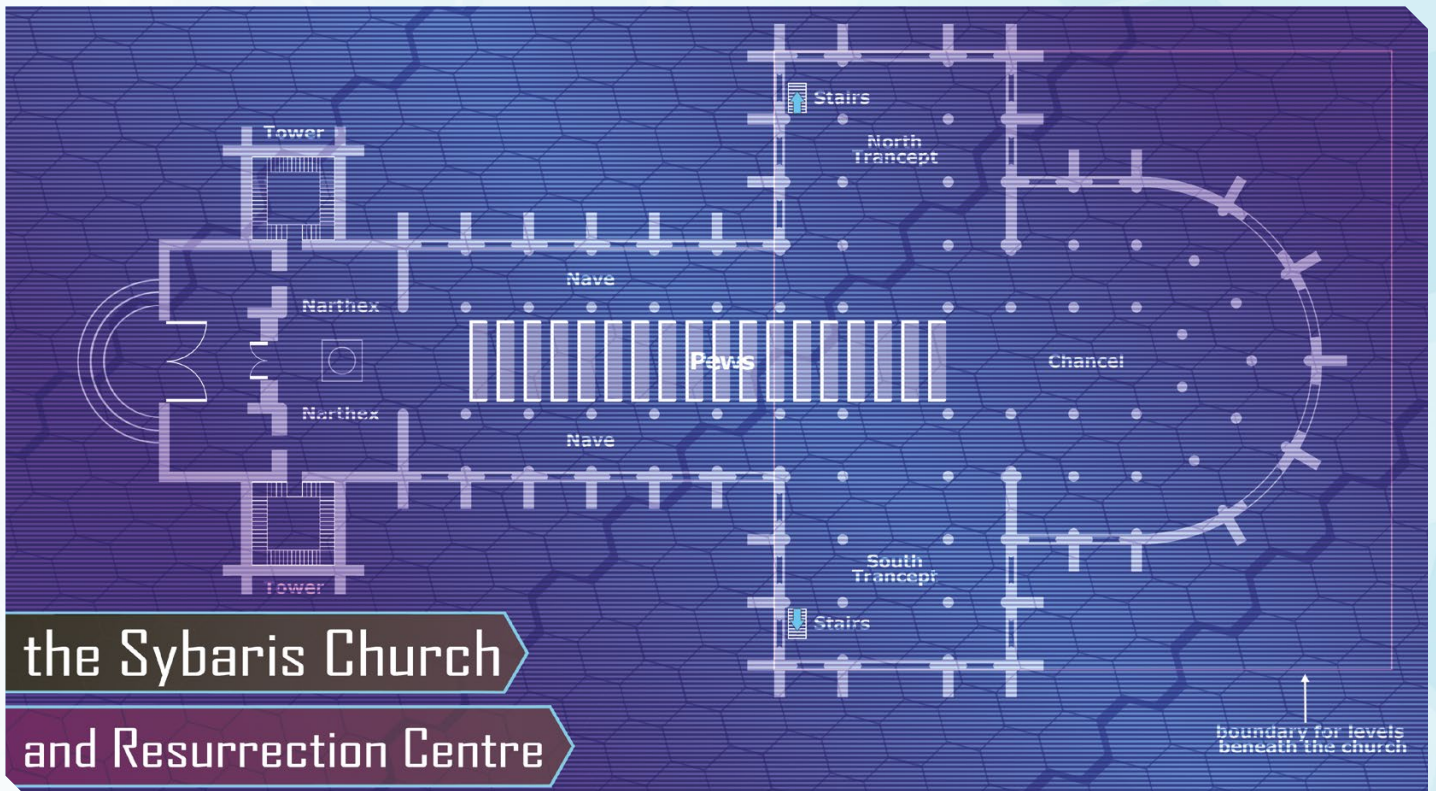 Tower
Stairs
North
Trancept
Nave
Narthex
Pews
Chancel
Narthex
Nave
South
Trancept
Tower
Stairs
the Sybaris Church
and Resurrection Centre
boundary for levels
beneath the church